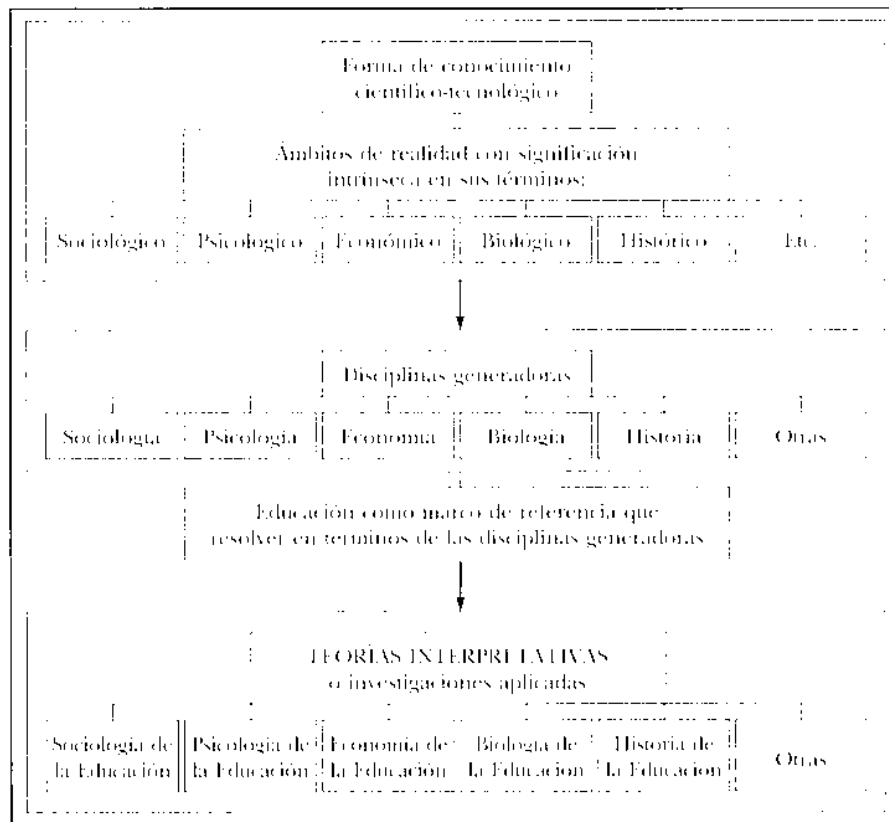 Forma de conocimiento
científico-tecnológico
Ámbitos de realidad con significación
intrínseca en sus términos:
Sociológico Psicológico Económico Biológico Histórico Etc.
Disciplinas generadoras
Sociología Psicología Economía Biología Historia Otras
Educación como marco de referencia que
resolver en términos de las disciplinas generadoras
TEORÍAS INTERPRETATIVAS
o investigaciones aplicadas
Sociología de Psicología de Economía de Biología de Historia de
la Educación la Educación la Educación la Educación la Educación Otras